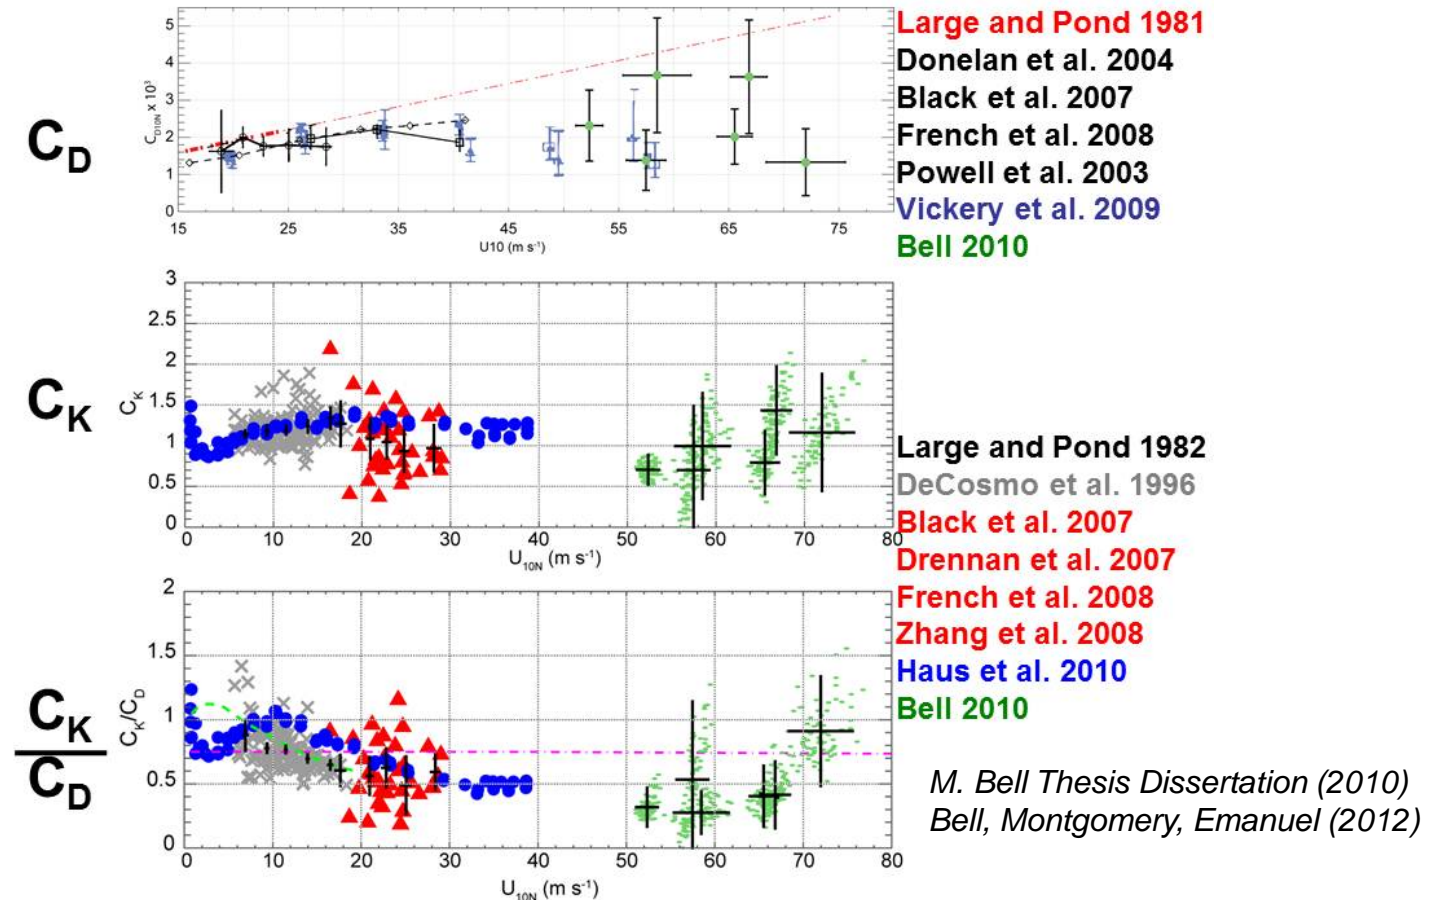 C_D
C_D10N x 10³
5
4
3
2
1
0
15 25 35 45 55 65 75
U10 (m s⁻¹)
Large and Pond 1981
Donelan et al. 2004
Black et al. 2007
French et al. 2008
Powell et al. 2003
Vickery et al. 2009
Bell 2010
C_K
C_K
3
2.5
2
1.5
1
0.5
0
0 10 20 30 40 50 60 70 80
U_10N (m s⁻¹)
Large and Pond 1982
DeCosmo et al. 1996
Black et al. 2007
Drennan et al. 2007
French et al. 2008
Zhang et al. 2008
Haus et al. 2010
Bell 2010
C_K
C_D
C_K/C_D
2
1.5
1
0.5
0
0 10 20 30 40 50 60 70 80
U_10N (m s⁻¹)
M. Bell Thesis Dissertation (2010)
Bell, Montgomery, Emanuel (2012)